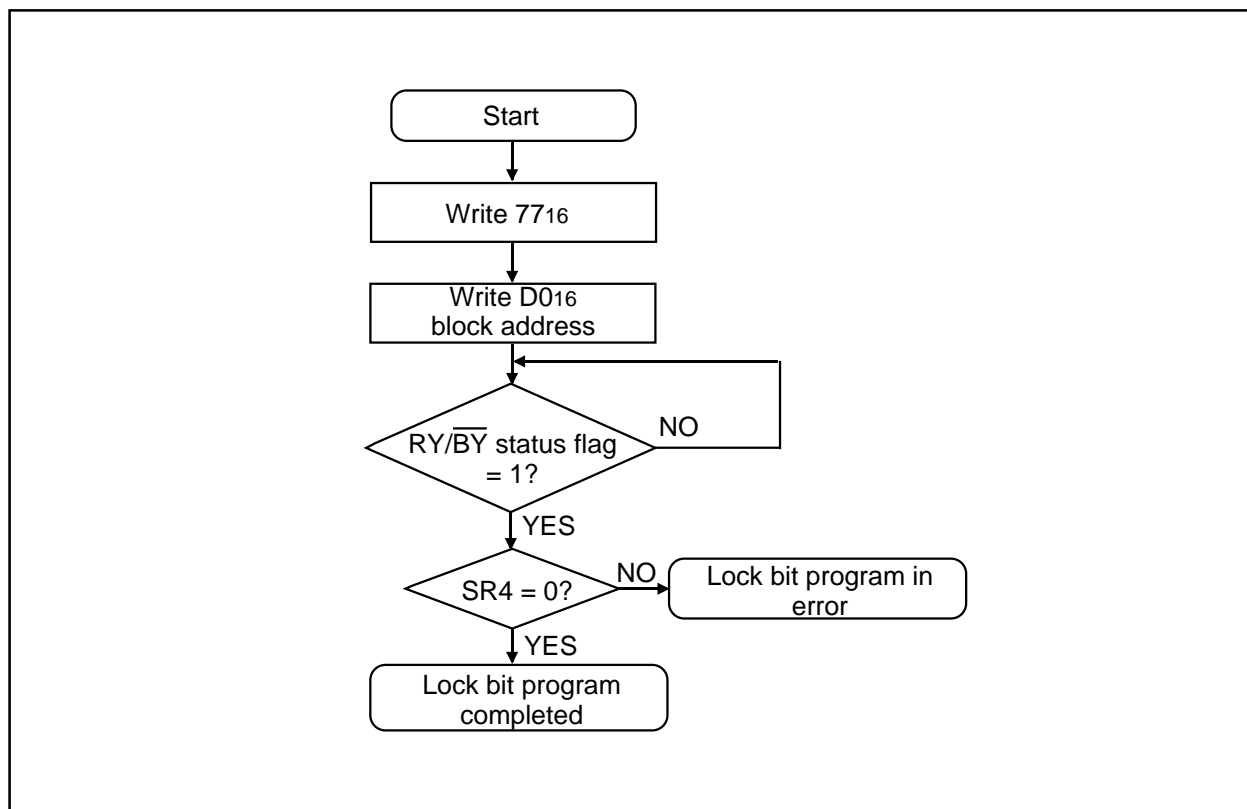 Start
Write 7716
Write D016
block address
RY/B̅Y̅ status flag
= 1?
NO
YES
SR4 = 0?
NO
Lock bit program in
error
YES
Lock bit program
completed